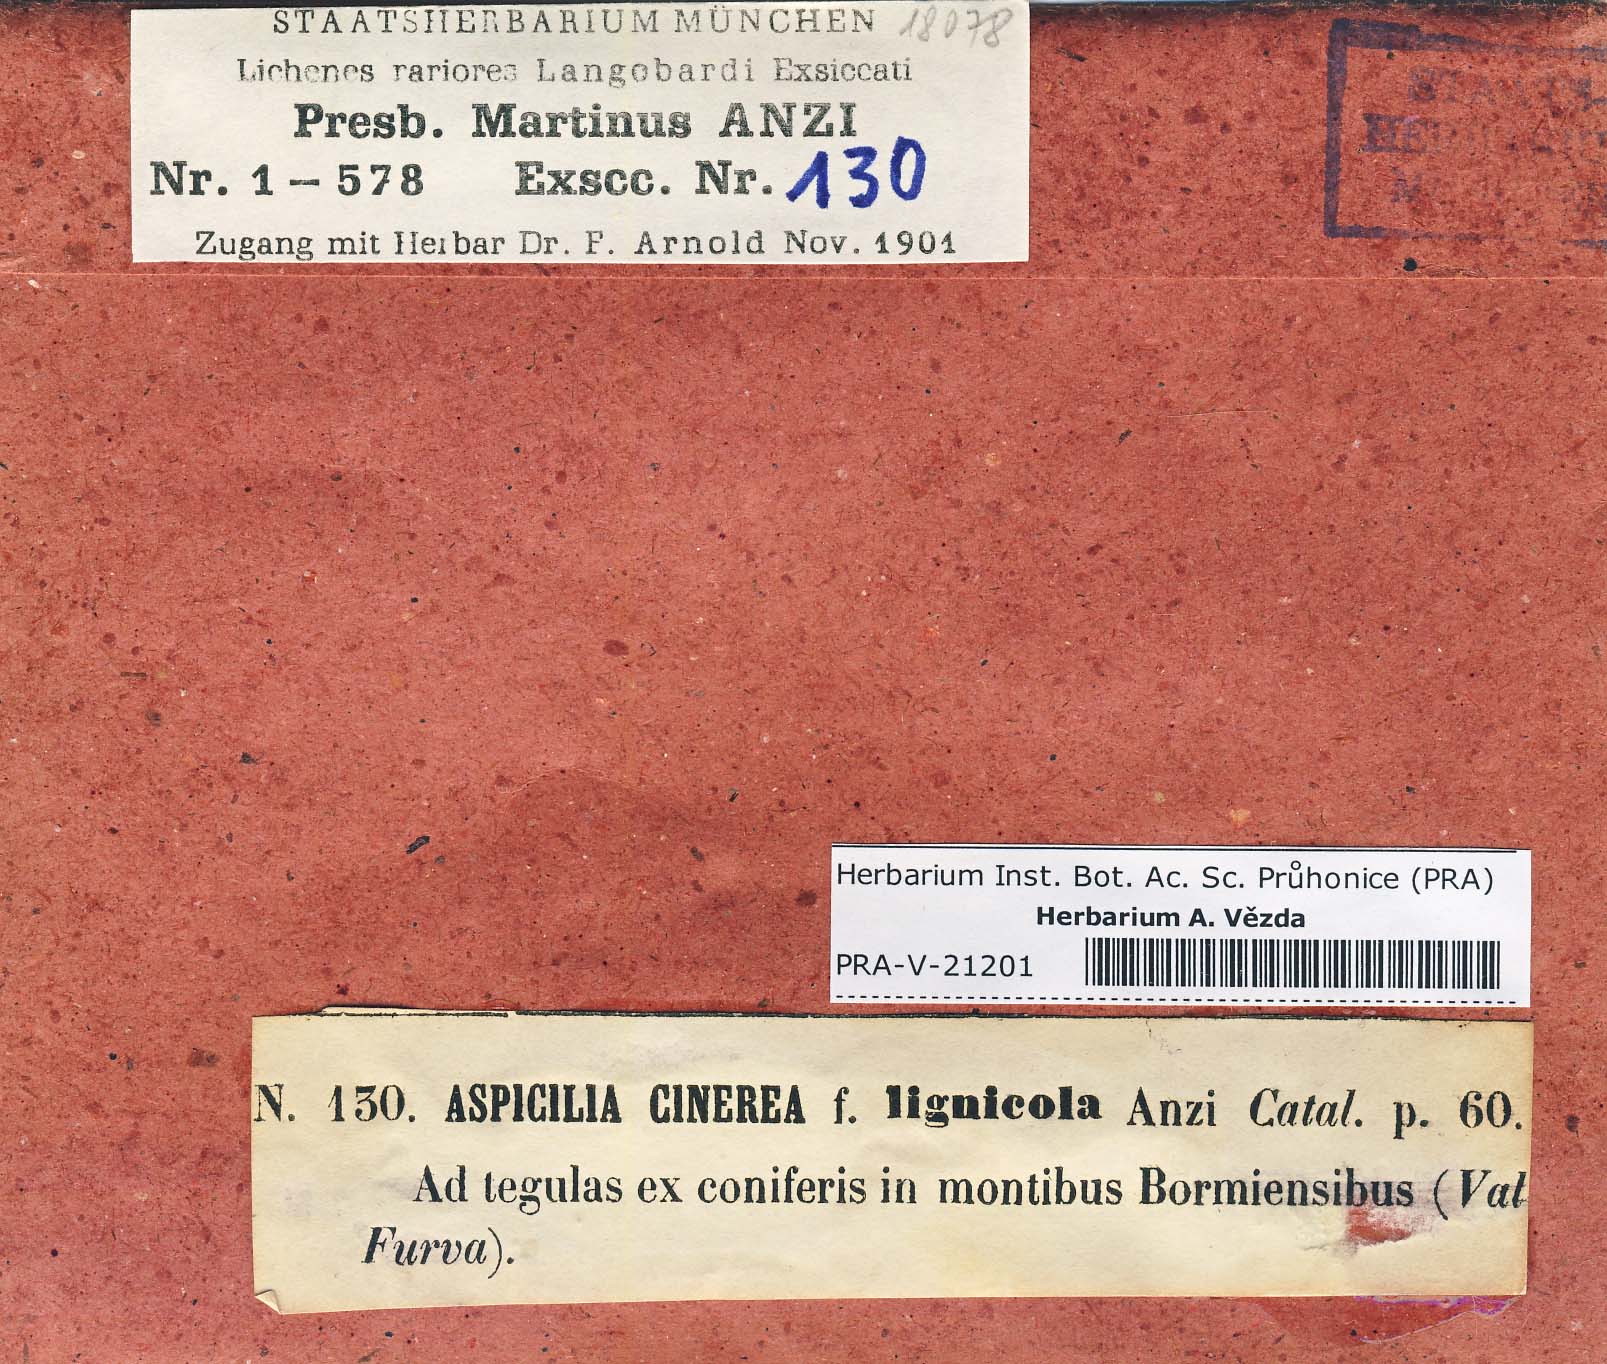 STAATSHERBARIUM MÜNCHEN 18078
Lichenes rariores Langobardi Exsiccati
Presb. Martinus ANZI
Nr. 1 – 578 Exscc. Nr. 130
Zugang mit Herbar Dr. F. Arnold Nov. 1901
Herbarium Inst. Bot. Ac. Sc. Průhonice (PRA)
Herbarium A. Vězda
PRA-V-21201
N. 130. ASPICILIA CINEREA f. lignicola Anzi Catal. p. 60.
Ad tegulas ex coniferis in montibus Bormiensibus (Val
Furva).